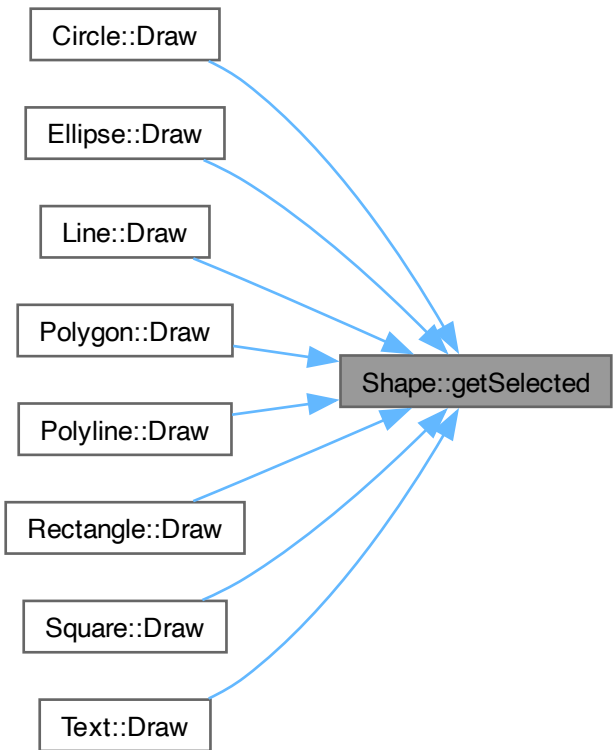 Circle::Draw
Ellipse::Draw
Line::Draw
Polygon::Draw
Shape::getSelected
Polyline::Draw
Rectangle::Draw
Square::Draw
Text::Draw